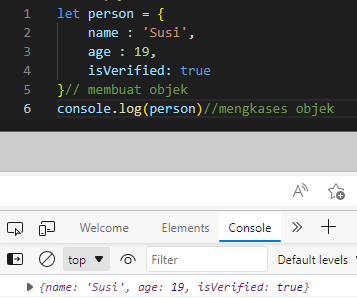 1 let person = {
2 name : 'Susi',
3 age : 19,
4 isVerified: true
5 }// membuat objek
6 console.log(person)//mengkases objek
Welcome Elements Console
top Filter Default levels
{name: 'Susi', age: 19, isVerified: true}